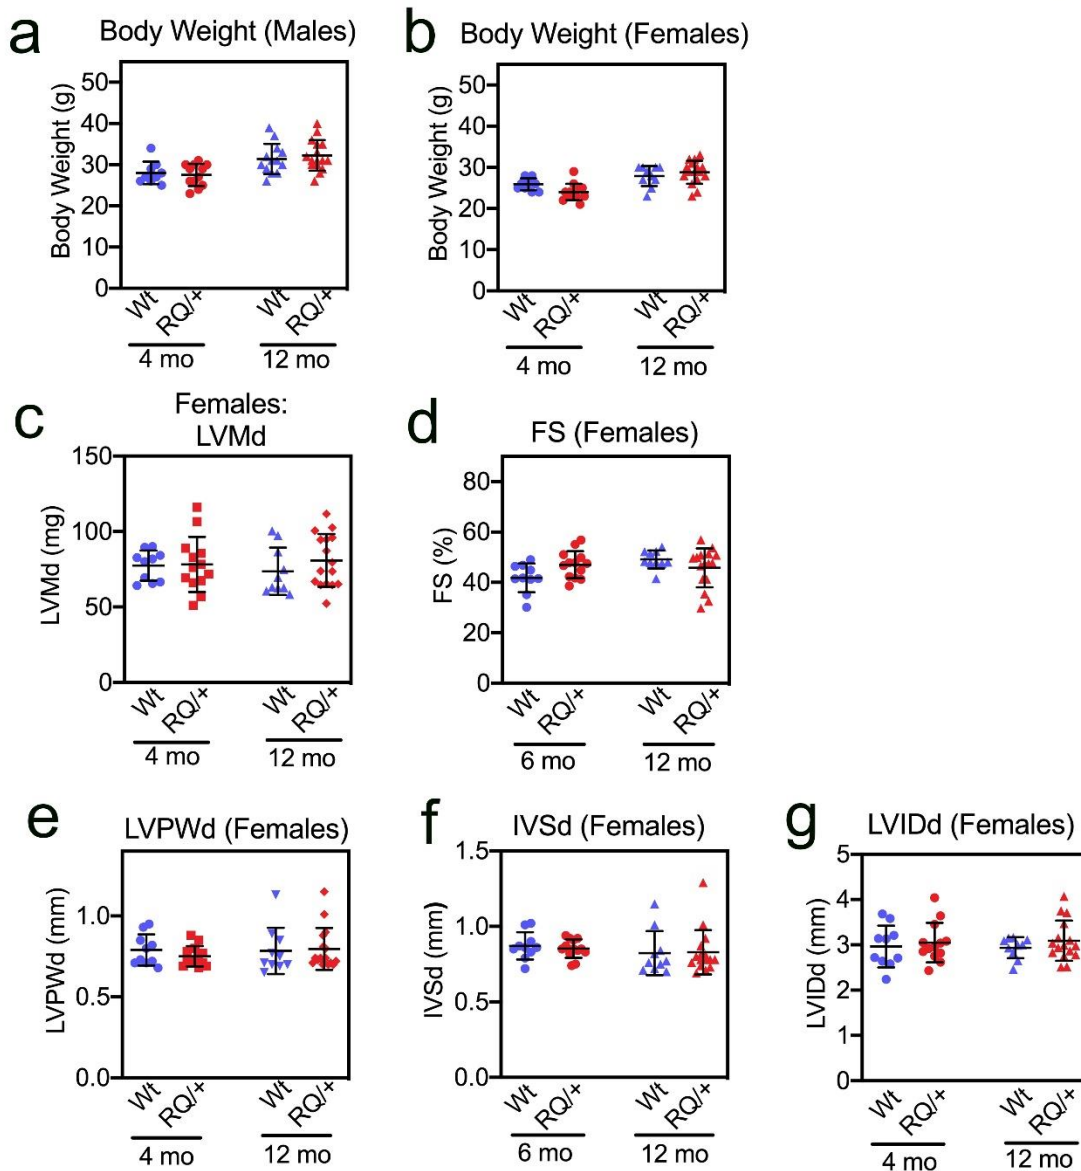 a
Body Weight (Males)
Body Weight (g)
50
40
30
20
10
0
Wt
RQ/+
Wt
RQ/+
4 mo
12 mo
b
Body Weight (Females)
Body Weight (g)
50
40
30
20
10
0
Wt
RQ/+
Wt
RQ/+
4 mo
12 mo
c
Females:
LVMd
LVMd (mg)
150
100
50
0
Wt
RQ/+
Wt
RQ/+
4 mo
12 mo
d
FS (Females)
FS (%)
80
60
40
20
0
Wt
RQ/+
Wt
RQ/+
6 mo
12 mo
e
LVPWd (Females)
LVPWd (mm)
1.0
0.5
0.0
Wt
RQ/+
Wt
RQ/+
4 mo
12 mo
f
IVSd (Females)
IVSd (mm)
1.5
1.0
0.5
0.0
Wt
RQ/+
Wt
RQ/+
6 mo
12 mo
g
LVIDd (Females)
LVIDd (mm)
5
4
3
2
1
0
Wt
RQ/+
Wt
RQ/+
4 mo
12 mo